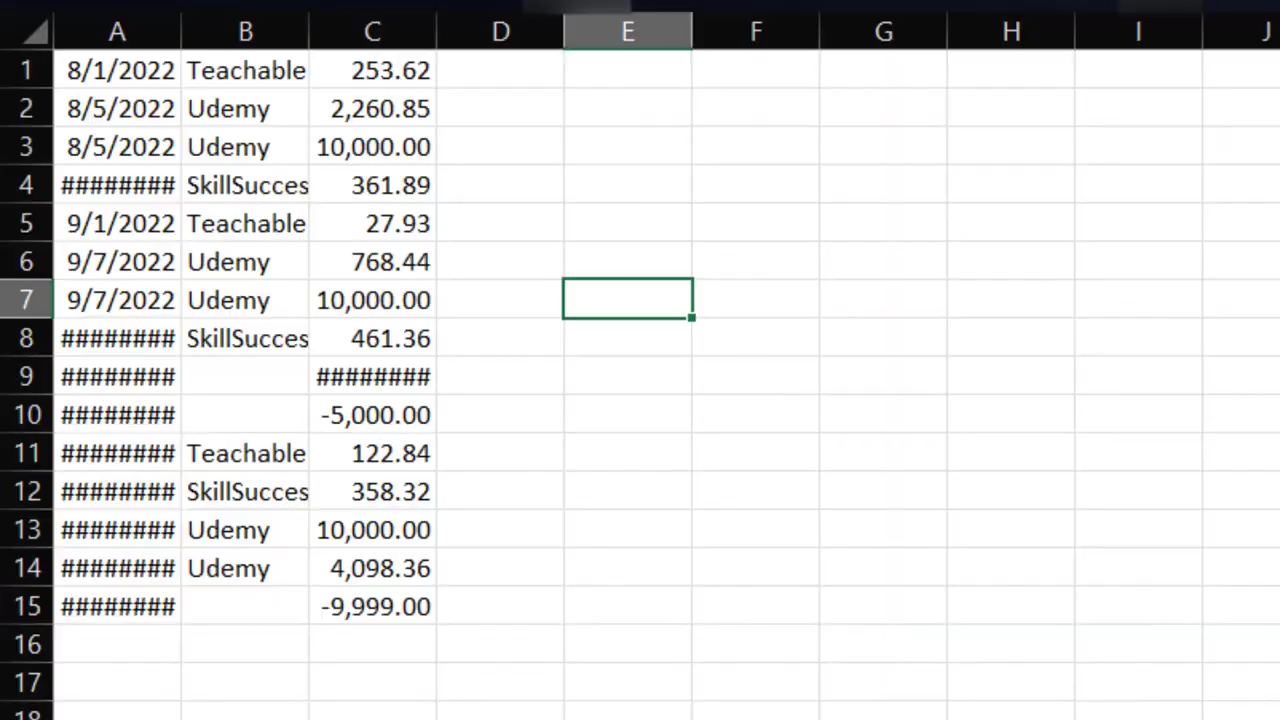 A B C D E F G H I J
1 8/1/2022 Teachable 253.62
2 8/5/2022 Udemy 2,260.85
3 8/5/2022 Udemy 10,000.00
4 ######## SkillSucces 361.89
5 9/1/2022 Teachable 27.93
6 9/7/2022 Udemy 768.44
7 9/7/2022 Udemy 10,000.00
8 ######## SkillSucces 461.36
9 ######## ########
10 ######## -5,000.00
11 ######## Teachable 122.84
12 ######## SkillSucces 358.32
13 ######## Udemy 10,000.00
14 ######## Udemy 4,098.36
15 ######## -9,999.00
16
17
18